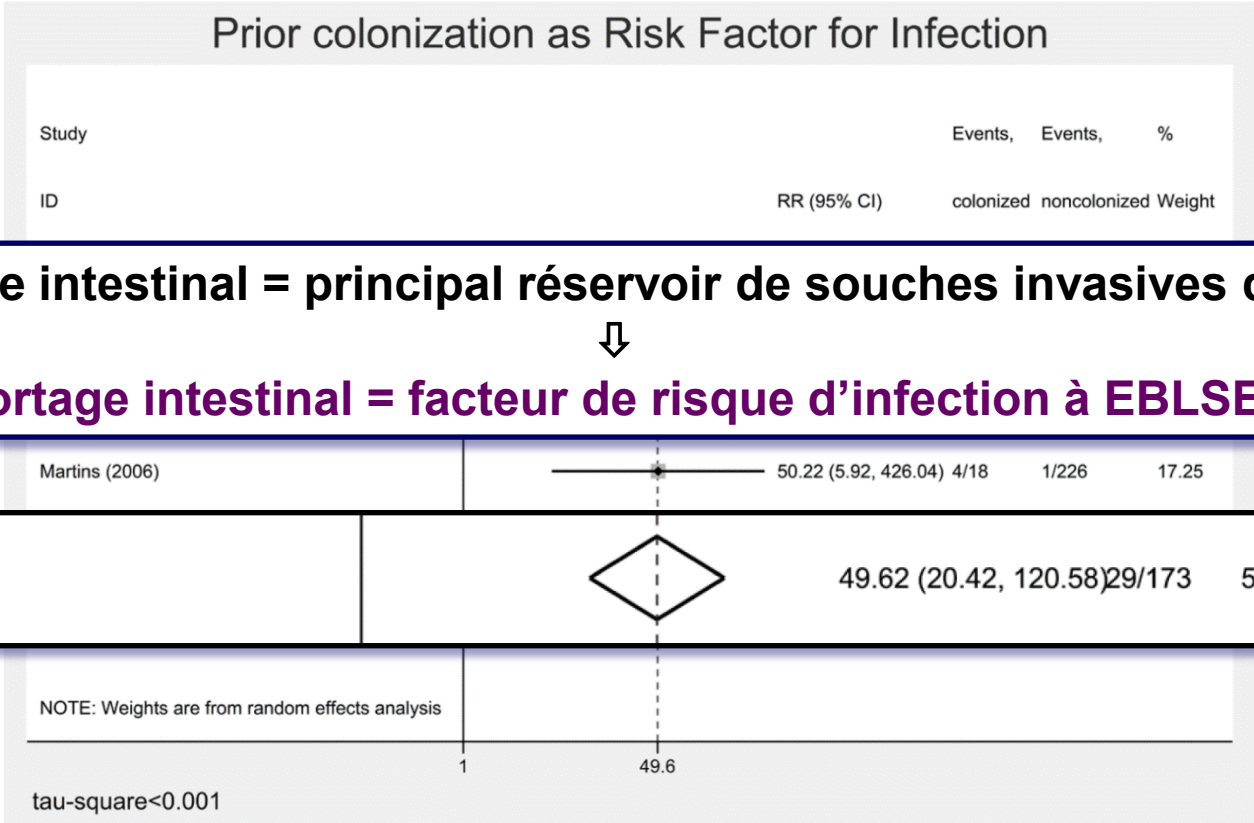 Prior colonization as Risk Factor for Infection
Study Events, Events, %
ID RR (95% CI) colonized noncolonized Weight
e intestinal = principal réservoir de souches invasives
⇩
ortage intestinal = facteur de risque d’infection à EBLSE
Martins (2006) 50.22 (5.92, 426.04) 4/18 1/226 17.25
49.62 (20.42, 120.58) 29/173 5
NOTE: Weights are from random effects analysis
1 49.6
tau-square<0.001